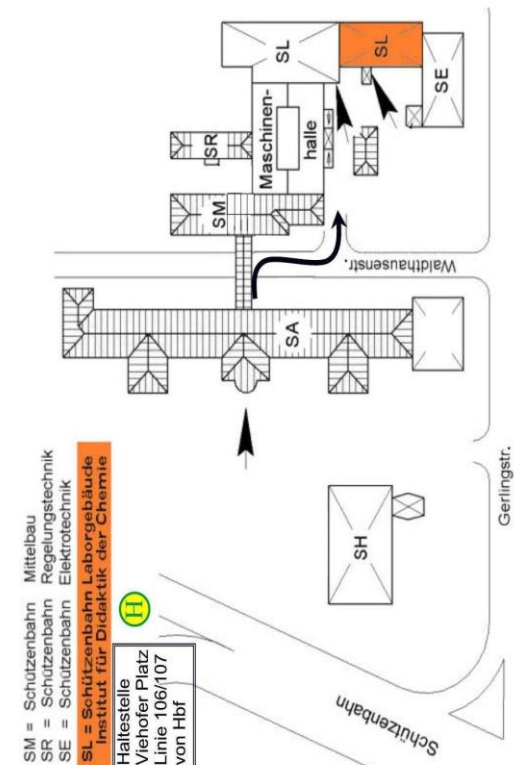 SM = Schützenbahn Mittelbau
SR = Schützenbahn Regelungstechnik
SE = Schützenbahn Elektrotechnik
SL = Schützenbahn Laborgebäude
Institut für Didaktik der Chemie
Haltestelle
Viehofer Platz
Linie 106/107
von Hbf
H
SL
SL
SE
SR
Maschinen-
halle
SM
Waldthausenstr.
SA
SH
Gerlingstr.
Schützenbahn